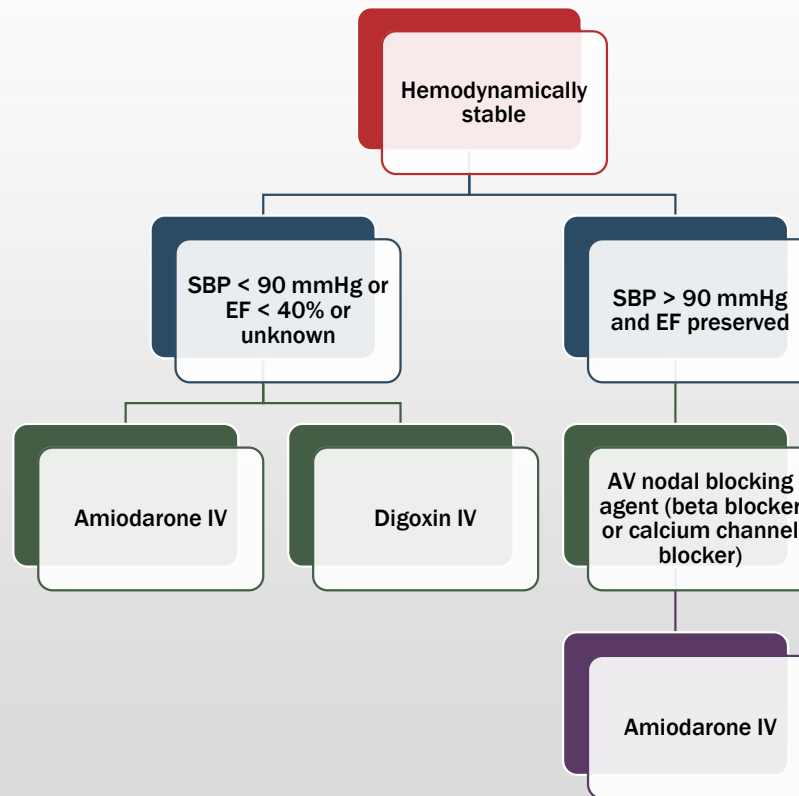 Hemodynamically
stable
SBP < 90 mmHg or
EF < 40% or
unknown
SBP > 90 mmHg
and EF preserved
Amiodarone IV
Digoxin IV
AV nodal blocking
agent (beta blocker
or calcium channel
blocker)
Amiodarone IV